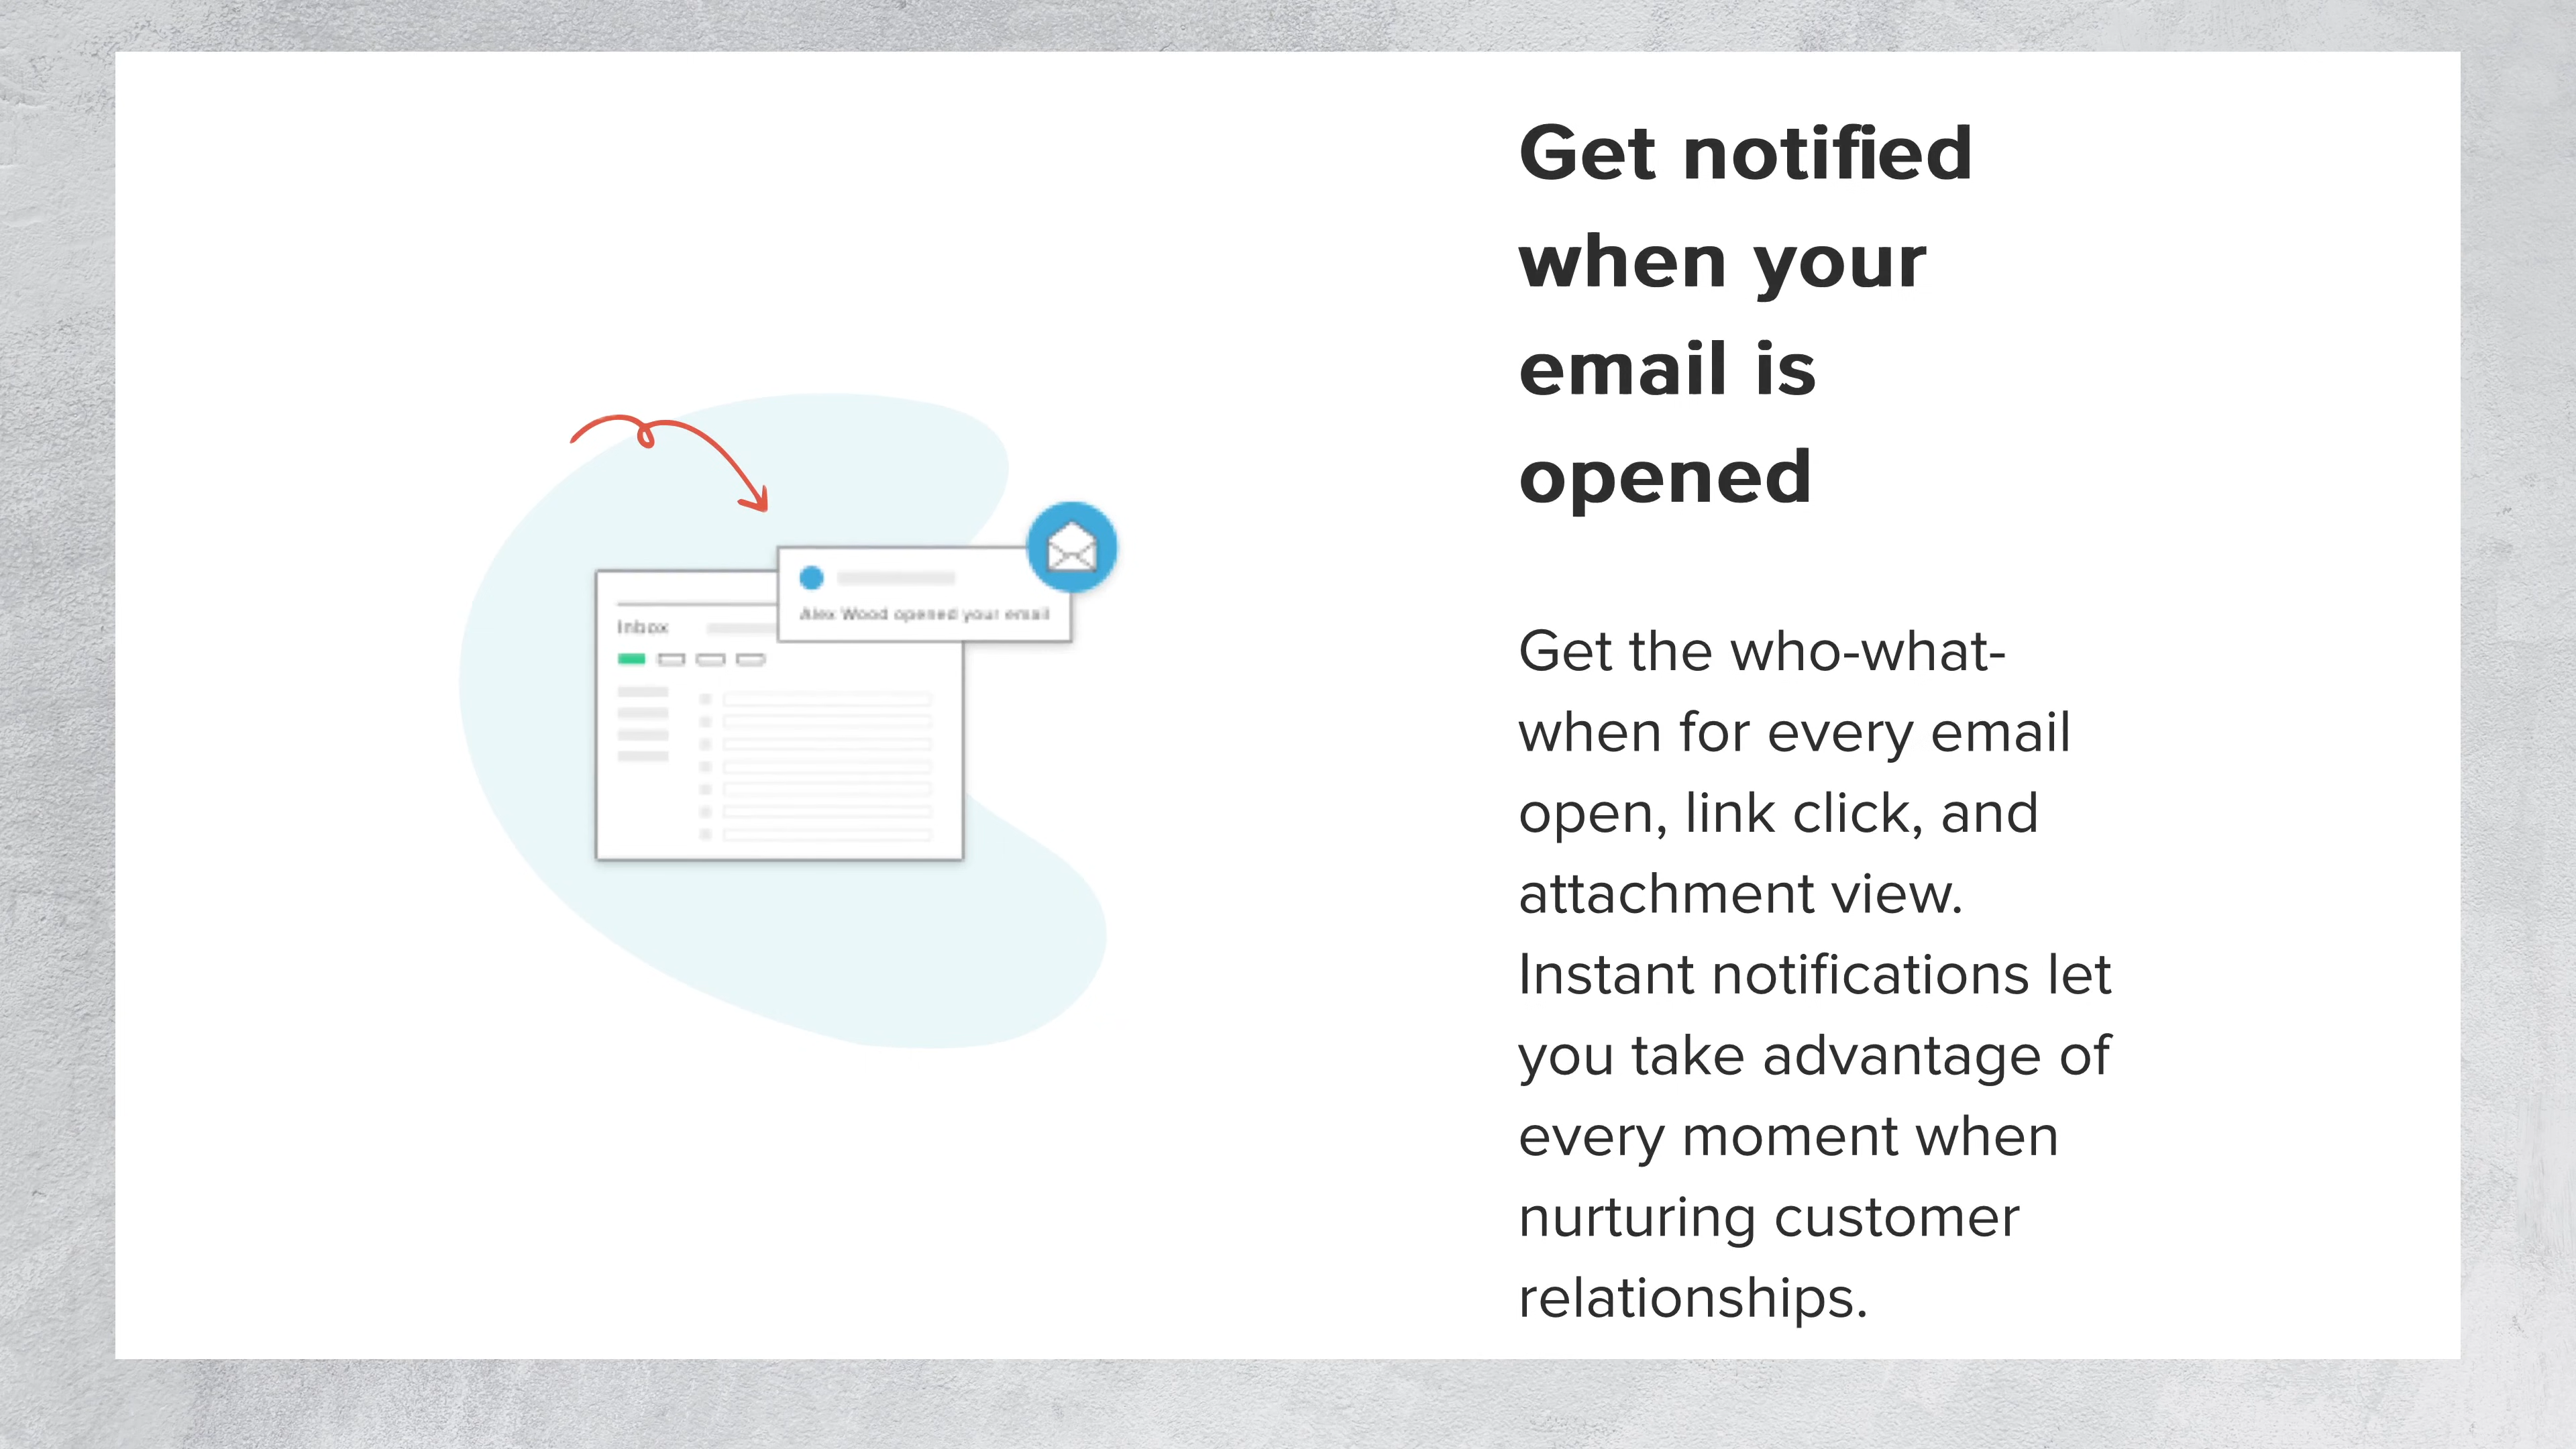 Get notified
when your
email is
opened
Get the who-what-
when for every email
open, link click, and
attachment view.
Instant notifications let
you take advantage of
every moment when
nurturing customer
relationships.
Alex Wood opened your email
Inbox